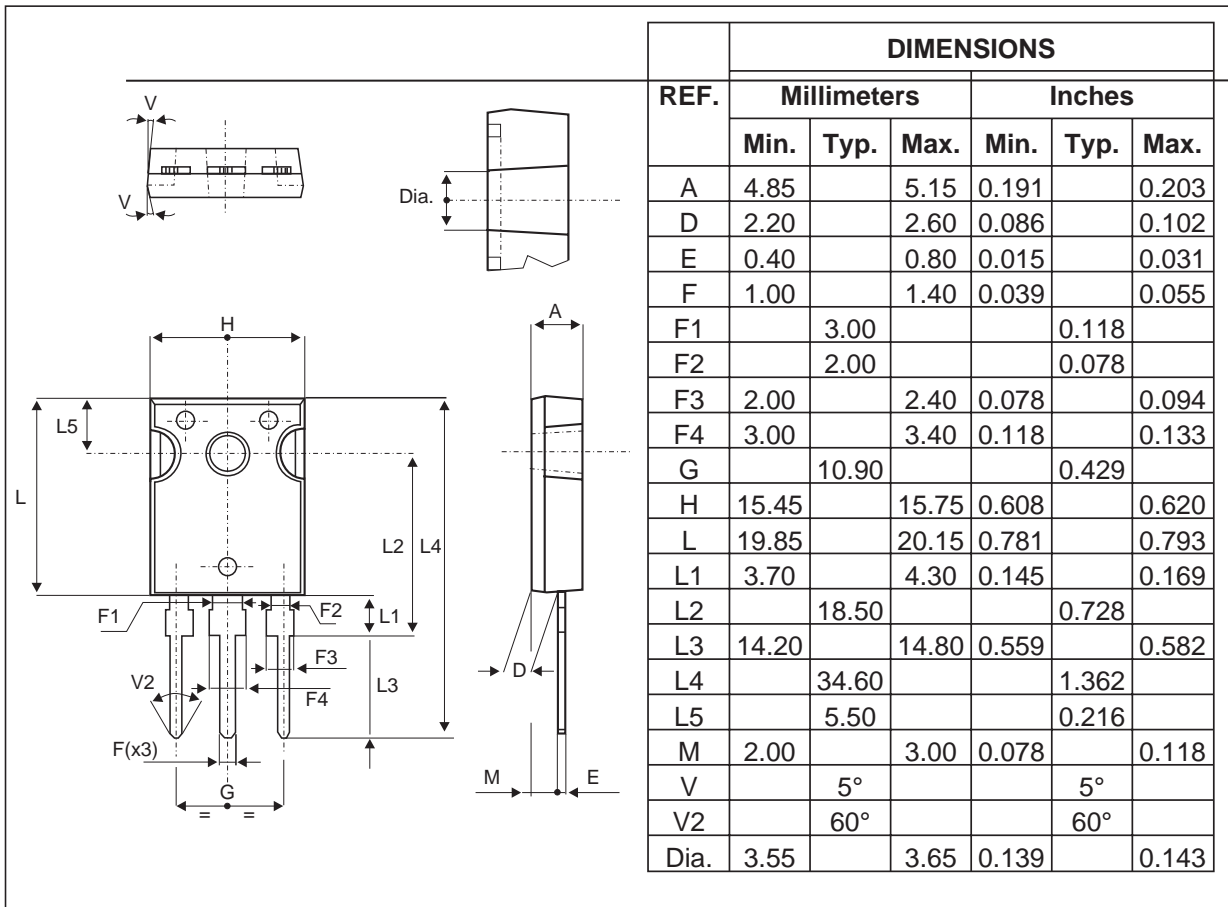 V
V
Dia.
H
L5
L
L2
L4
F1
F2
L1
F3
V2
F4
L3
F(x3)
G
= =
A
D
M
E
DIMENSIONS
REF. Millimeters Inches
Min. Typ. Max. Min. Typ. Max.
A 4.85 5.15 0.191 0.203
D 2.20 2.60 0.086 0.102
E 0.40 0.80 0.015 0.031
F 1.00 1.40 0.039 0.055
F1 3.00 0.118
F2 2.00 0.078
F3 2.00 2.40 0.078 0.094
F4 3.00 3.40 0.118 0.133
G 10.90 0.429
H 15.45 15.75 0.608 0.620
L 19.85 20.15 0.781 0.793
L1 3.70 4.30 0.145 0.169
L2 18.50 0.728
L3 14.20 14.80 0.559 0.582
L4 34.60 1.362
L5 5.50 0.216
M 2.00 3.00 0.078 0.118
V 5° 5°
V2 60° 60°
Dia. 3.55 3.65 0.139 0.143